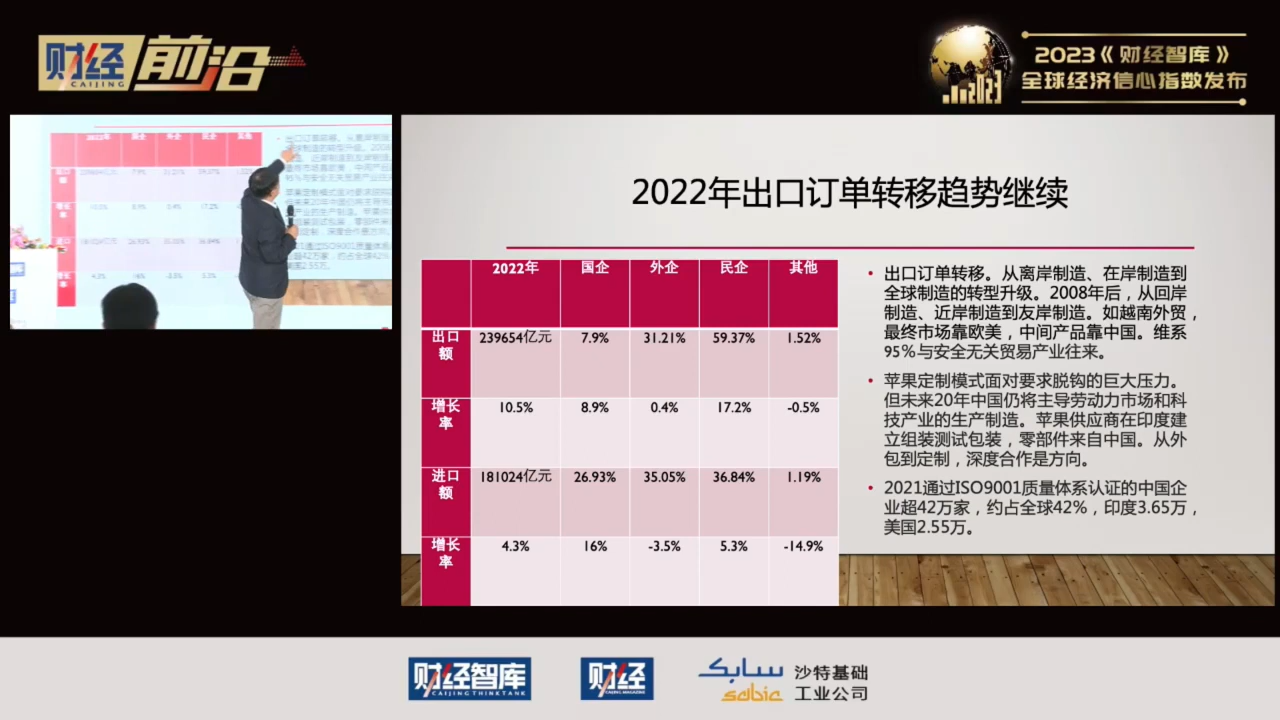 财经前沿
CAIJING
2023《财经智库》
全球经济信心指数发布
2022年出口订单转移趋势继续
2022年 国企 外企 民企 其他
出口额 239654亿元 7.9% 31.21% 59.37% 1.52%
增长率 10.5% 8.9% 0.4% 17.2% -0.5%
进口额 181024亿元 26.93% 35.05% 36.84% 1.19%
增长率 4.3% 16% -3.5% 5.3% -14.9%
• 出口订单转移。从离岸制造、在岸制造到
全球制造的转型升级。2008年后，从回岸
制造、近岸制造到友岸制造。如越南外贸，
最终市场靠欧美，中间产品靠中国。维系
95%与安全无关贸易产业往来。
• 苹果定制模式面对要求脱钩的巨大压力。
但未来20年中国仍将主导劳动力市场和科
技产业的生产制造。苹果供应商在印度建
立组装测试包装，零部件来自中国。从外
包到定制，深度合作是方向。
• 2021通过ISO9001质量体系认证的中国企
业超42万家，约占全球42%，印度3.65万，
美国2.55万。
财经智库
CAIJING THINKTANK
财经
CAIJING MAGAZINE
سابك
sabic
沙特基础
工业公司